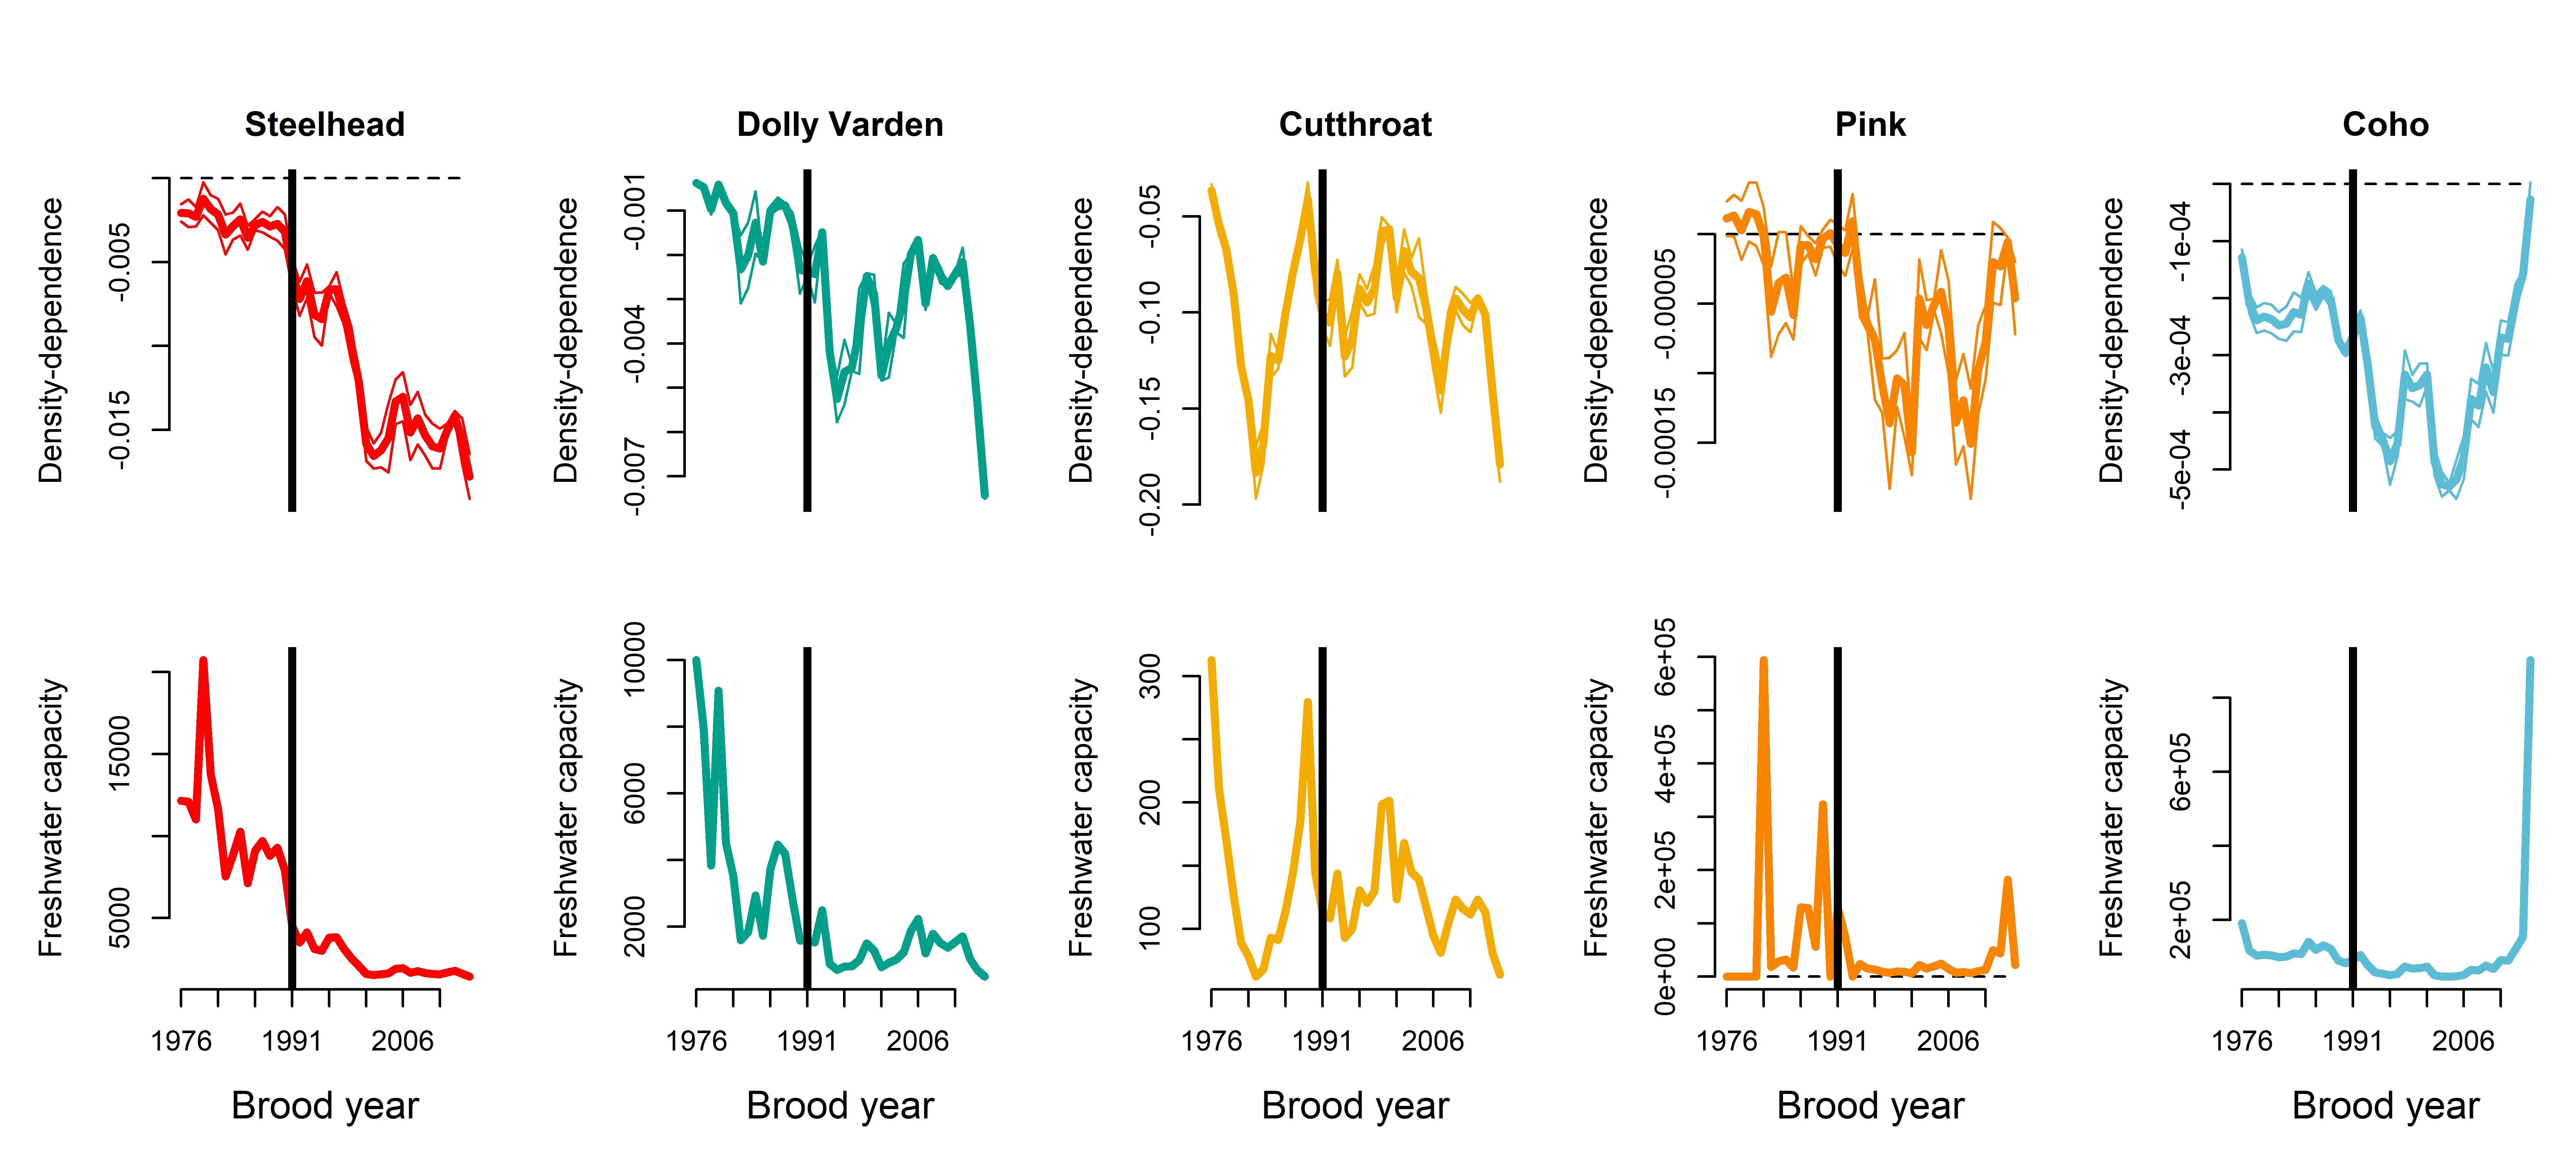 Steelhead
Dolly Varden
Cutthroat
Pink
Coho
Density-dependence
-0.005
-0.015
Density-dependence
-0.001
-0.004
-0.007
Density-dependence
-0.05
-0.10
-0.15
-0.20
Density-dependence
-0.00005
-0.00015
Density-dependence
-1e-04
-3e-04
-5e-04
Freshwater capacity
15000
5000
Freshwater capacity
10000
6000
2000
Freshwater capacity
300
200
100
Freshwater capacity
6e+05
4e+05
2e+05
0e+00
Freshwater capacity
6e+05
2e+05
1976 1991 2006
1976 1991 2006
1976 1991 2006
1976 1991 2006
1976 1991 2006
Brood year
Brood year
Brood year
Brood year
Brood year